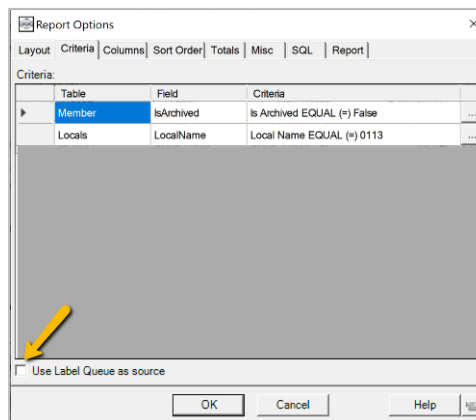 Report Options
Layout Criteria Columns Sort Order Totals Misc SQL Report
Criteria:
Table Field Criteria
Member IsArchived Is Archived EQUAL (=) False ...
Locals LocalName Local Name EQUAL (=) 0113 ...
Use Label Queue as source
OK Cancel Help